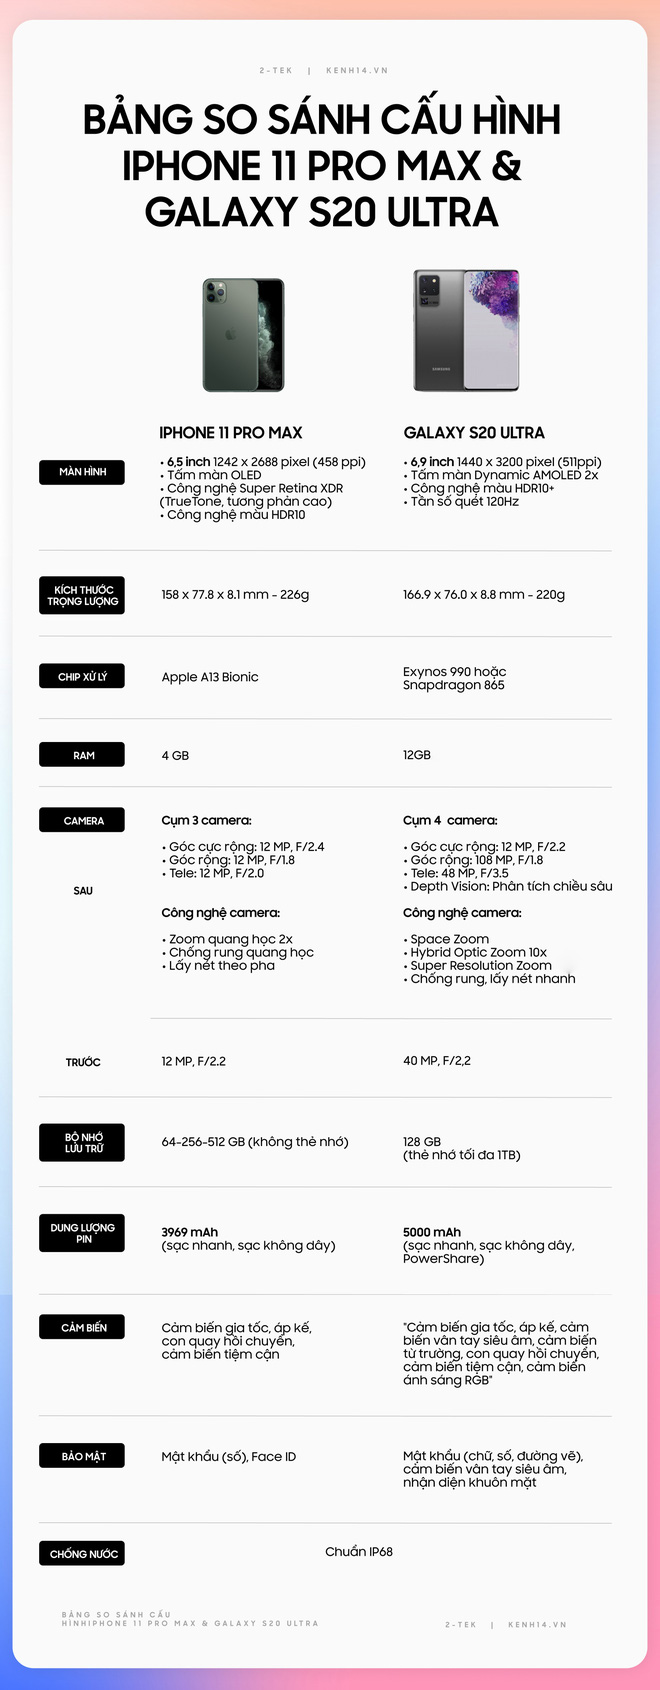 2-TEK | KENH14.VN
BẢNG SO SÁNH CẤU HÌNH
IPHONE 11 PRO MAX &
GALAXY S20 ULTRA
SAMSUNG
IPHONE 11 PRO MAX
GALAXY S20 ULTRA
MÀN HÌNH
• 6,5 inch 1242 x 2688 pixel (458 ppi)
• Tấm màn OLED
• Công nghệ Super Retina XDR
(TrueTone, tương phản cao)
• Công nghệ màu HDR10
• 6,9 inch 1440 x 3200 pixel (511ppi)
• Tấm màn Dynamic AMOLED 2x
• Công nghệ màu HDR10+
• Tần số quét 120Hz
KÍCH THƯỚC
TRỌNG LƯỢNG
158 x 77.8 x 8.1 mm - 226g
166.9 x 76.0 x 8.8 mm - 220g
CHIP XỬ LÝ
Apple A13 Bionic
Exynos 990 hoặc
Snapdragon 865
RAM
4 GB
12GB
CAMERA
SAU
Cụm 3 camera:
• Góc cực rộng: 12 MP, F/2.4
• Góc rộng: 12 MP, F/1.8
• Tele: 12 MP, F/2.0
Công nghệ camera:
• Zoom quang học 2x
• Chống rung quang học
• Lấy nét theo pha
Cụm 4 camera:
• Góc cực rộng: 12 MP, F/2.2
• Góc rộng: 108 MP, F/1.8
• Tele: 48 MP, F/3.5
• Depth Vision: Phân tích chiều sâu
Công nghệ camera:
• Space Zoom
• Hybrid Optic Zoom 10x
• Super Resolution Zoom
• Chống rung, lấy nét nhanh
TRƯỚC
12 MP, F/2.2
40 MP, F/2,2
BỘ NHỚ
LƯU TRỮ
64-256-512 GB (không thẻ nhớ)
128 GB
(thẻ nhớ tối đa 1TB)
DUNG LƯỢNG
PIN
3969 mAh
(sạc nhanh, sạc không dây)
5000 mAh
(sạc nhanh, sạc không dây,
PowerShare)
CẢM BIẾN
Cảm biến gia tốc, áp kế,
con quay hồi chuyển,
cảm biến tiệm cận
"Cảm biến gia tốc, áp kế, cảm
biến vân tay siêu âm, cảm biến
từ trường, con quay hồi chuyển,
cảm biến tiệm cận, cảm biến
ánh sáng RGB"
BẢO MẬT
Mật khẩu (số), Face ID
Mật khẩu (chữ, số, đường vẽ),
cảm biến vân tay siêu âm,
nhận diện khuôn mặt
CHỐNG NƯỚC
Chuẩn IP68
BẢNG SO SÁNH CẤU
HÌNHIPHONE 11 PRO MAX & GALAXY S20 ULTRA
2-TEK | KENH14.VN